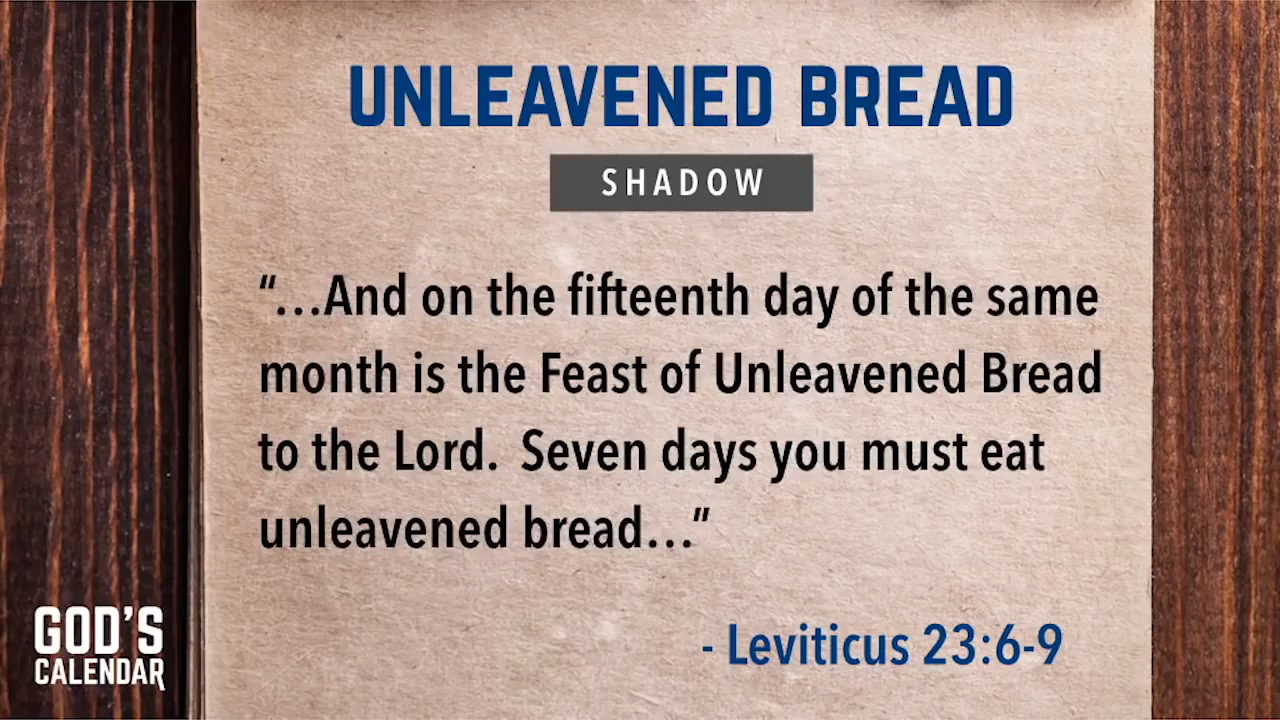 UNLEAVENED BREAD
SHADOW
“...And on the fifteenth day of the same
month is the Feast of Unleavened Bread
to the Lord.  Seven days you must eat
unleavened bread...”
- Leviticus 23:6-9
GOD'S
CALENDAR